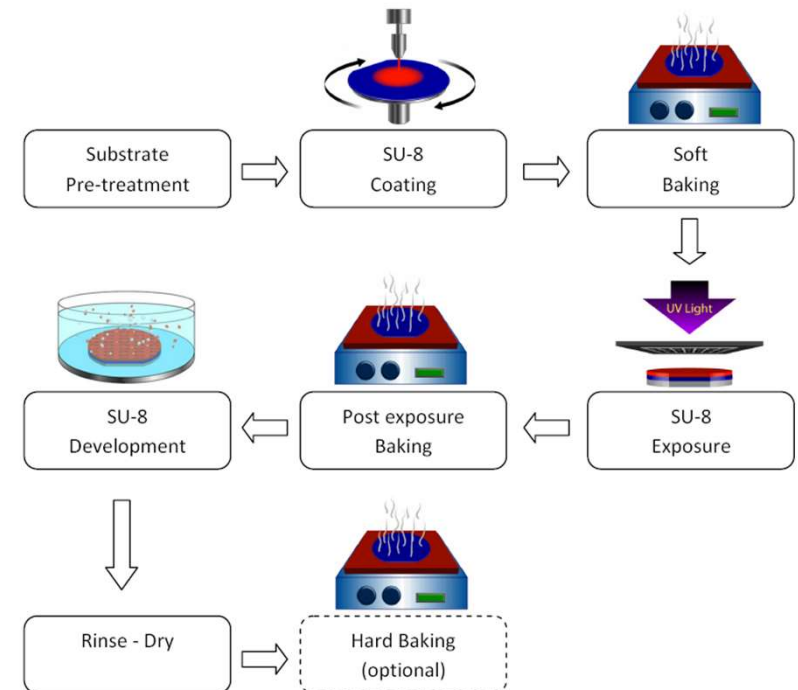 Substrate
Pre-treatment
SU-8
Coating
Soft
Baking
UV Light
SU-8
Exposure
Post exposure
Baking
SU-8
Development
Rinse - Dry
Hard Baking
(optional)